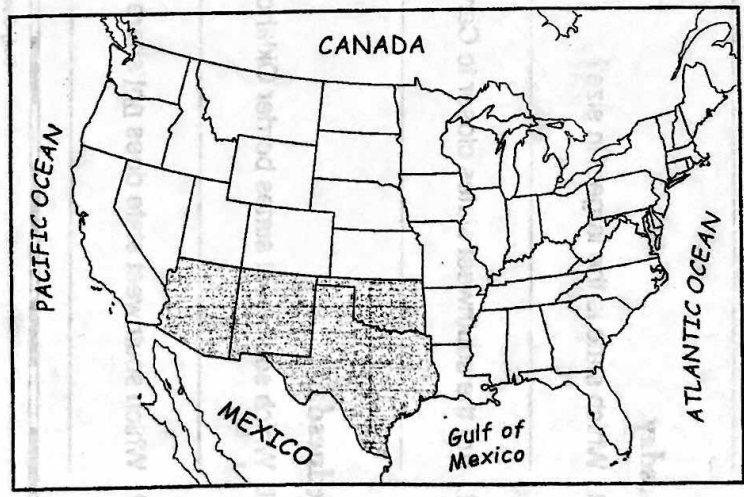 CANADA
PACIFIC OCEAN
ATLANTIC OCEAN
MEXICO
Gulf of
Mexico